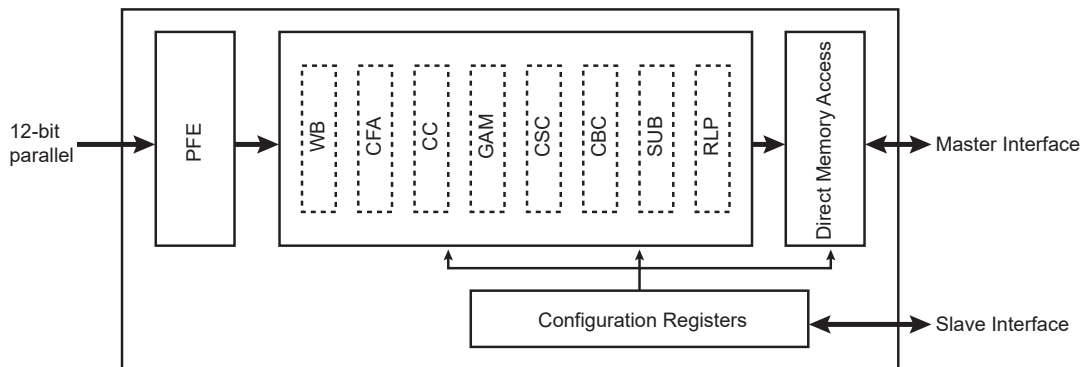 12-bit
parallel
PFE
WB
CFA
CC
GAM
CSC
CBC
SUB
RLP
Direct Memory Access
Master Interface
Configuration Registers
Slave Interface